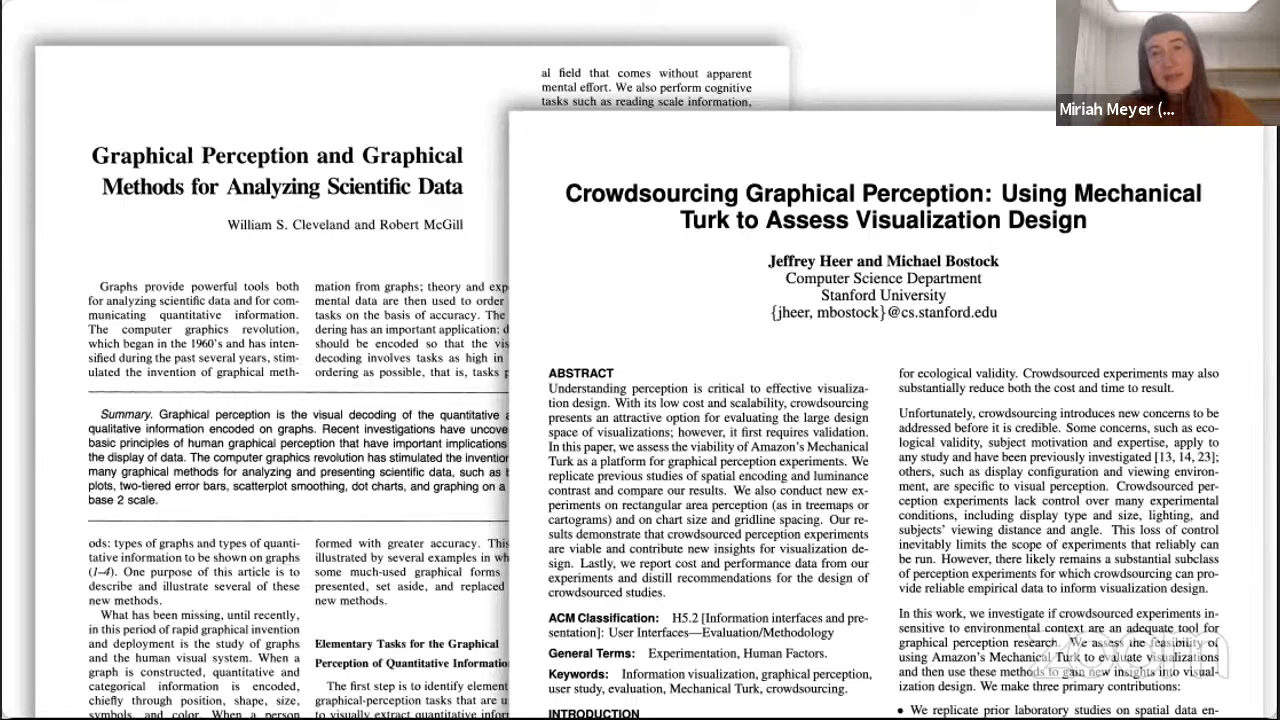 al field that comes without apparent
mental effort. We also perform cognitive
tasks such as reading scale information,
Graphical Perception and Graphical
Methods for Analyzing Scientific Data
William S. Cleveland and Robert McGill
Graphs provide powerful tools both
for analyzing scientific data and for com-
municating quantitative information.
The computer graphics revolution,
which began in the 1960's and has inten-
sified during the past several years, stim-
ulated the invention of graphical meth-
mation from graphs; theory and exp
mental data are then used to order
tasks on the basis of accuracy. The
dering has an important application: d
should be encoded so that the vis
decoding involves tasks as high in
ordering as possible, that is, tasks p
Summary. Graphical perception is the visual decoding of the quantitative a
qualitative information encoded on graphs. Recent investigations have uncove
basic principles of human graphical perception that have important implications
the display of data. The computer graphics revolution has stimulated the invention
many graphical methods for analyzing and presenting scientific data, such as b
plots, two-tiered error bars, scatterplot smoothing, dot charts, and graphing on a
base 2 scale.
ods: types of graphs and types of quanti-
tative information to be shown on graphs
(1-4). One purpose of this article is to
describe and illustrate several of these
new methods.
What has been missing, until recently,
in this period of rapid graphical invention
and deployment is the study of graphs
and the human visual system. When a
graph is constructed, quantitative and
categorical information is encoded,
chiefly through position, shape, size,
symbols, and color. When a person
formed with greater accuracy. This
illustrated by several examples in wh
some much-used graphical forms
presented, set aside, and replaced
new methods.
Elementary Tasks for the Graphical
Perception of Quantitative Informatio
The first step is to identify element
graphical-perception tasks that are u
to visually extract quantitative infor
Crowdsourcing Graphical Perception: Using Mechanical
Turk to Assess Visualization Design
Jeffrey Heer and Michael Bostock
Computer Science Department
Stanford University
{jheer, mbostock}@cs.stanford.edu
ABSTRACT
Understanding perception is critical to effective visualiza-
tion design. With its low cost and scalability, crowdsourcing
presents an attractive option for evaluating the large design
space of visualizations; however, it first requires validation.
In this paper, we assess the viability of Amazon's Mechanical
Turk as a platform for graphical perception experiments. We
replicate previous studies of spatial encoding and luminance
contrast and compare our results. We also conduct new ex-
periments on rectangular area perception (as in treemaps or
cartograms) and on chart size and gridline spacing. Our re-
sults demonstrate that crowdsourced perception experiments
are viable and contribute new insights for visualization de-
sign. Lastly, we report cost and performance data from our
experiments and distill recommendations for the design of
crowdsourced studies.
ACM Classification: H5.2 [Information interfaces and pre-
sentation]: User Interfaces—Evaluation/Methodology
General Terms: Experimentation, Human Factors.
Keywords: Information visualization, graphical perception,
user study, evaluation, Mechanical Turk, crowdsourcing.
INTRODUCTION
for ecological validity. Crowdsourced experiments may also
substantially reduce both the cost and time to result.
Unfortunately, crowdsourcing introduces new concerns to be
addressed before it is credible. Some concerns, such as eco-
logical validity, subject motivation and expertise, apply to
any study and have been previously investigated [13, 14, 23];
others, such as display configuration and viewing environ-
ment, are specific to visual perception. Crowdsourced per-
ception experiments lack control over many experimental
conditions, including display type and size, lighting, and
subjects' viewing distance and angle. This loss of control
inevitably limits the scope of experiments that reliably can
be run. However, there likely remains a substantial subclass
of perception experiments for which crowdsourcing can pro-
vide reliable empirical data to inform visualization design.
In this work, we investigate if crowdsourced experiments in-
sensitive to environmental context are an adequate tool for
graphical perception research. We assess the feasibility of
using Amazon's Mechanical Turk to evaluate visualizations
and then use these methods to gain new insights into visual-
ization design. We make three primary contributions:
• We replicate prior laboratory studies on spatial data en-
Miriah Meyer (...
zoom